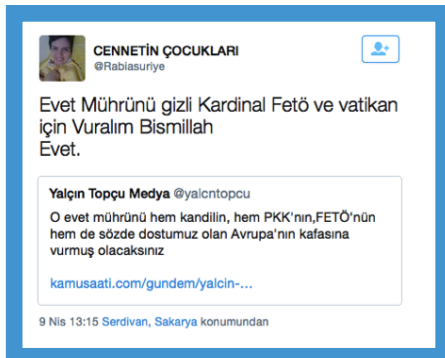 CENNETİN ÇOCUKLARI
@Rabiasuriye
Evet Mührünü gizli Kardinal Fetö ve vatikan
için Vuralım Bismillah
Evet.
Yalçın Topçu Medya @yalcntopcu
O evet mührünü hem kandilin, hem PKK'nın,FETÖ'nün
hem de sözde dostumuz olan Avrupa'nın kafasına
vurmuş olacaksınız
kamusaati.com/gundem/yalcin-...
9 Nis 13:15 Serdivan, Sakarya konumundan